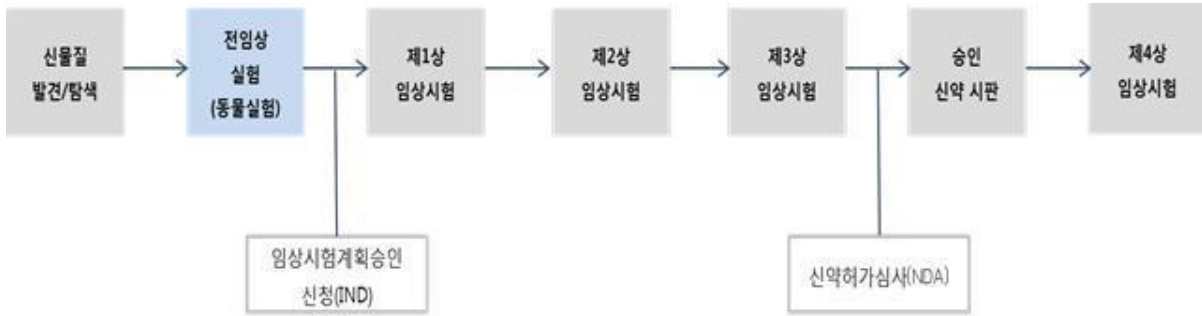 신물질
발견/탐색
전임상
실험
(동물실험)
제1상
임상시험
제2상
임상시험
제3상
임상시험
승인
신약 시판
제4상
임상시험
임상시험계획승인
신청(IND)
신약허가심사(NDA)